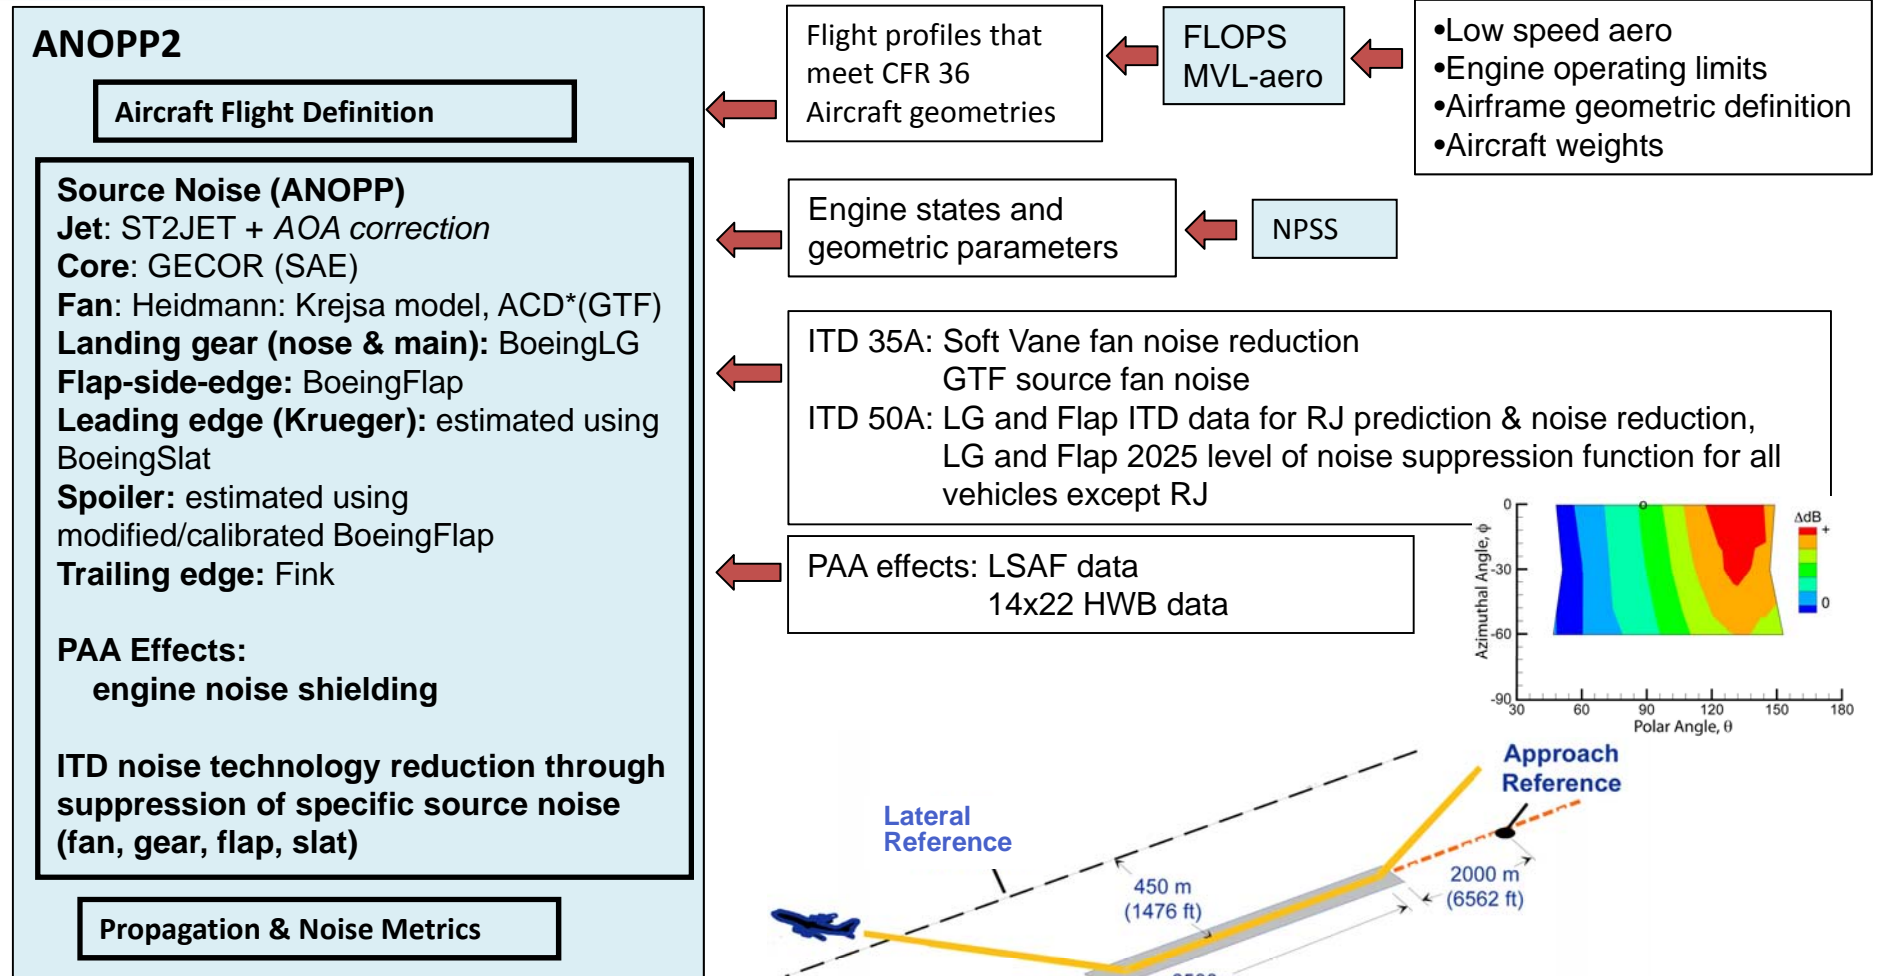 ANOPP2
Aircraft Flight Definition
Source Noise (ANOPP)
Jet: ST2JET + AOA correction
Core: GECOR (SAE)
Fan: Heidmann: Krejsa model, ACD*(GTF)
Landing gear (nose & main): BoeingLG
Flap-side-edge: BoeingFlap
Leading edge (Krueger): estimated using
BoeingSlat
Spoiler: estimated using
modified/calibrated BoeingFlap
Trailing edge: Fink
PAA Effects:
engine noise shielding
ITD noise technology reduction through
suppression of specific source noise
(fan, gear, flap, slat)
Propagation & Noise Metrics
Flight profiles that
meet CFR 36
Aircraft geometries
FLOPS
MVL-aero
•Low speed aero
•Engine operating limits
•Airframe geometric definition
•Aircraft weights
Engine states and
geometric parameters
NPSS
ITD 35A: Soft Vane fan noise reduction
GTF source fan noise
ITD 50A: LG and Flap ITD data for RJ prediction & noise reduction,
LG and Flap 2025 level of noise suppression function for all
vehicles except RJ
PAA effects: LSAF data
14x22 HWB data
0
-30
-60
-90
Azimuthal Angle, ϕ
30 60 90 120 150 180
Polar Angle, θ
ΔdB
+
0
Approach
Reference
Lateral
Reference
450 m
(1476 ft)
2000 m
(6562 ft)